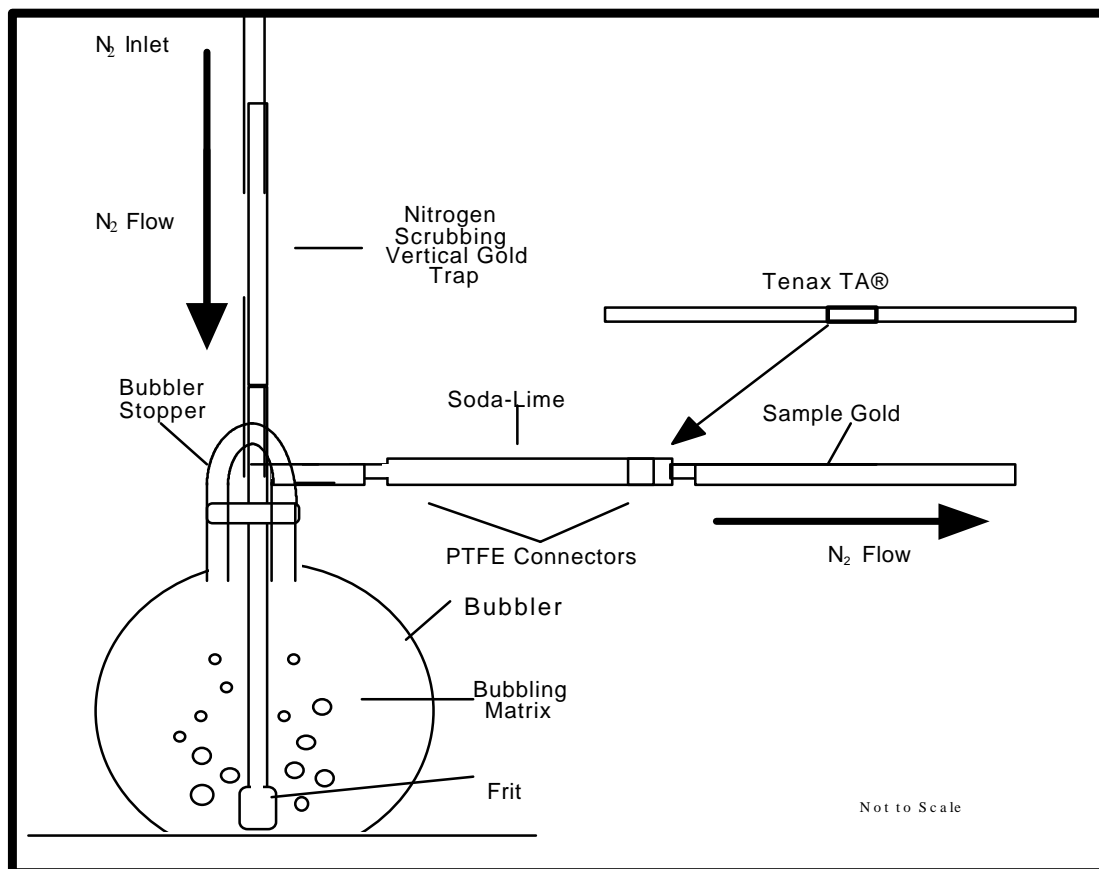 N₂ Inlet
N₂ Flow
Nitrogen
Scrubbing
Vertical Gold
Trap
Tenax TA®
Bubbler
Stopper
Soda-Lime
Sample Gold
PTFE Connectors
N₂ Flow
Bubbler
Bubbling
Matrix
Frit
Not to Scale